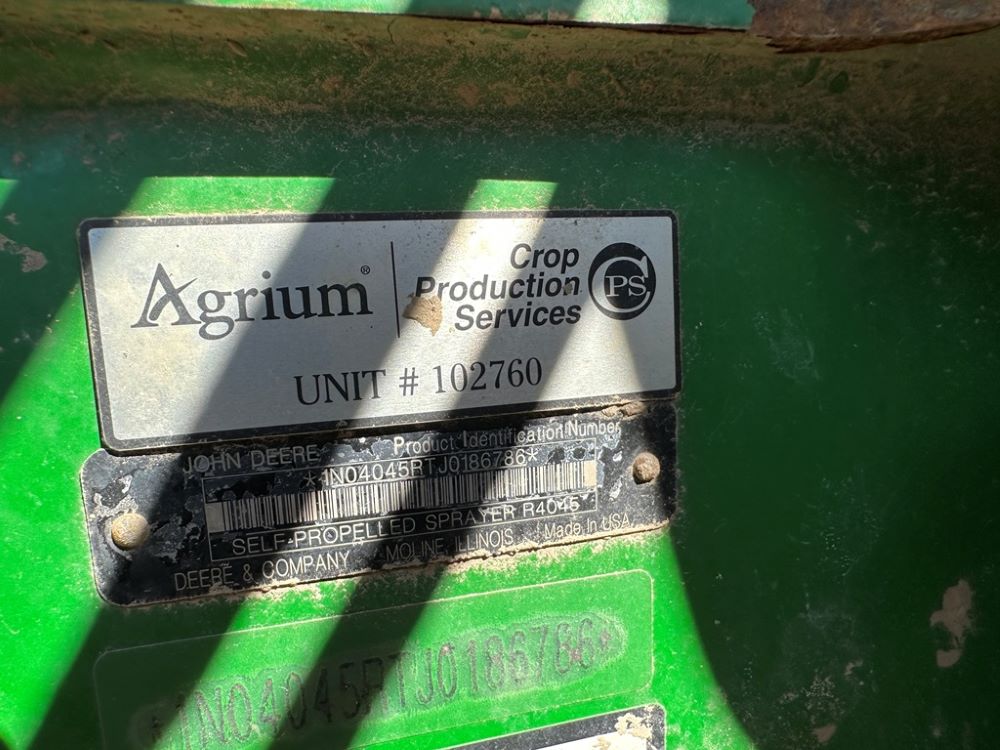 Agrium®
Crop
Production
Services
CPS
UNIT # 102760
JOHN DEERE Product Identification Number
*1N04045RTJ0186786*
SELF-PROPELLED SPRAYER R4045
DEERE & COMPANY MOLINE, ILLINOIS Made In USA
*1N04045RTJ0186786*